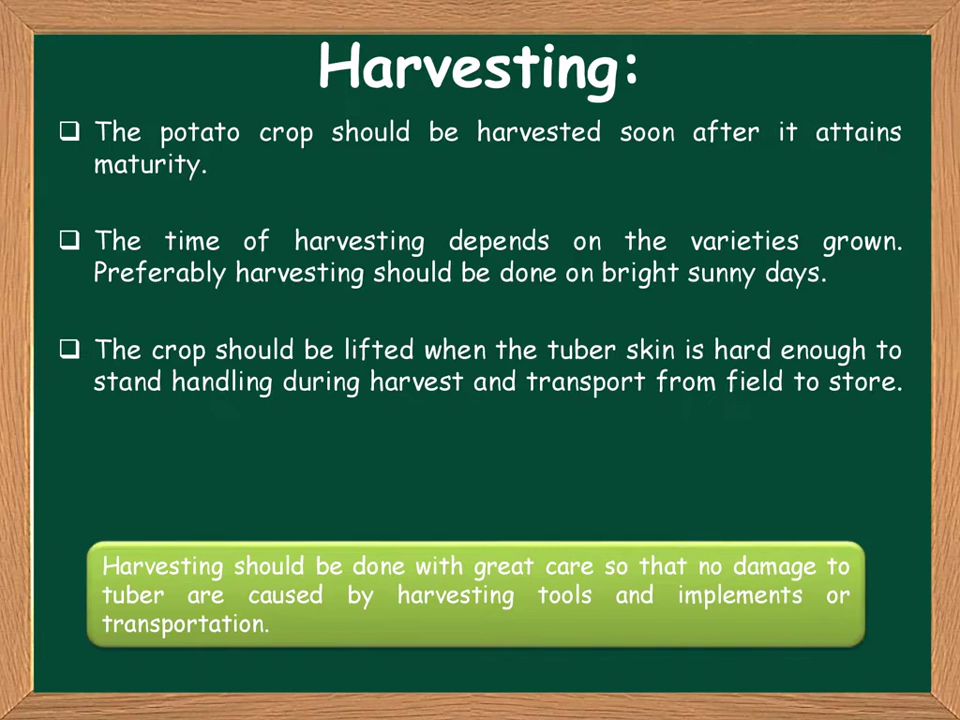 Harvesting:
❑ The potato crop should be harvested soon after it attains
maturity.
❑ The time of harvesting depends on the varieties grown.
Preferably harvesting should be done on bright sunny days.
❑ The crop should be lifted when the tuber skin is hard enough to
stand handling during harvest and transport from field to store.
Harvesting should be done with great care so that no damage to
tuber are caused by harvesting tools and implements or
transportation.